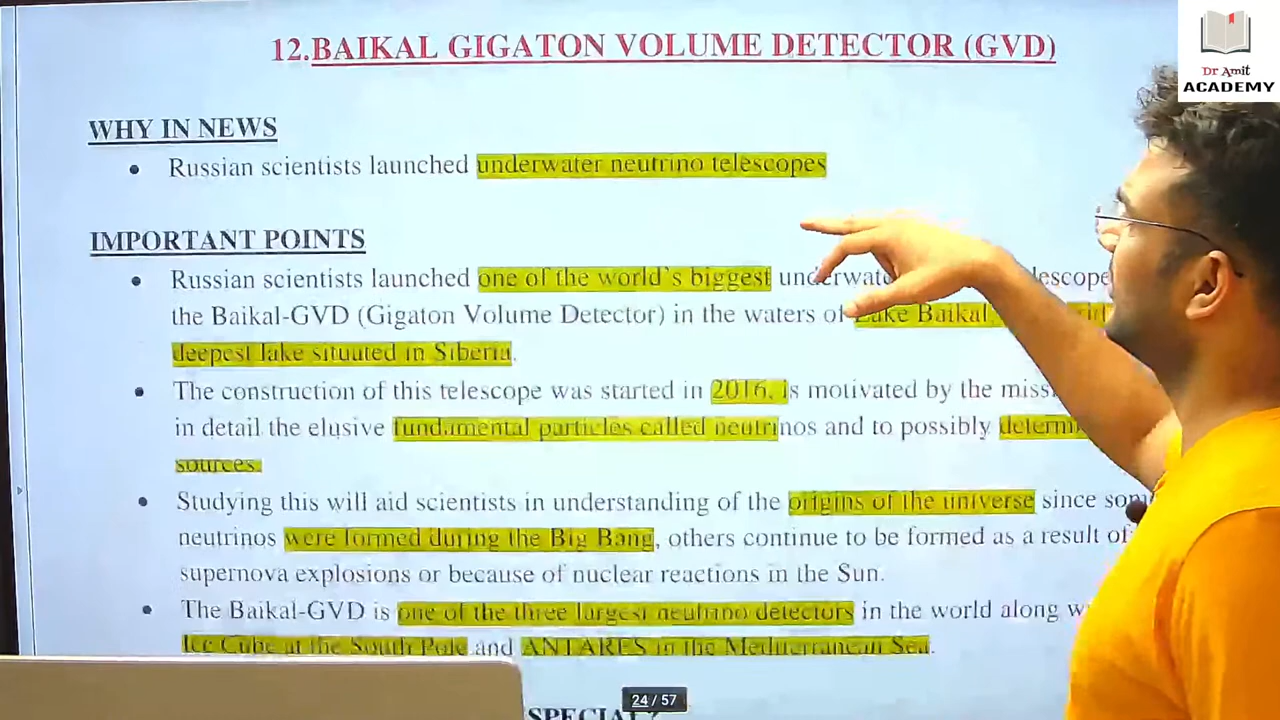 12.BAIKAL GIGATON VOLUME DETECTOR (GVD)
Dr Amit
ACADEMY
WHY IN NEWS
• Russian scientists launched underwater neutrino telescopes
IMPORTANT POINTS
• Russian scientists launched one of the world's biggest
the Baikal-GVD (Gigaton Volume Detector) in the waters of Lake Baikal,
deepest lake situated in Siberia.
• The construction of this telescope was started in 2016, is motivated by the
in detail the elusive fundamental particles called neutrinos and to possibly
sources.
• Studying this will aid scientists in understanding of the origins of the universe since
neutrinos were formed during the Big Bang, others continue to be formed as a result of
supernova explosions or because of nuclear reactions in the Sun.
• The Baikal-GVD is one of the three largest neutrino detectors in the world along
Ice Cube at the South Pole and ANTARES in the Mediterranean Sea.
24 / 57
SPECIAL?